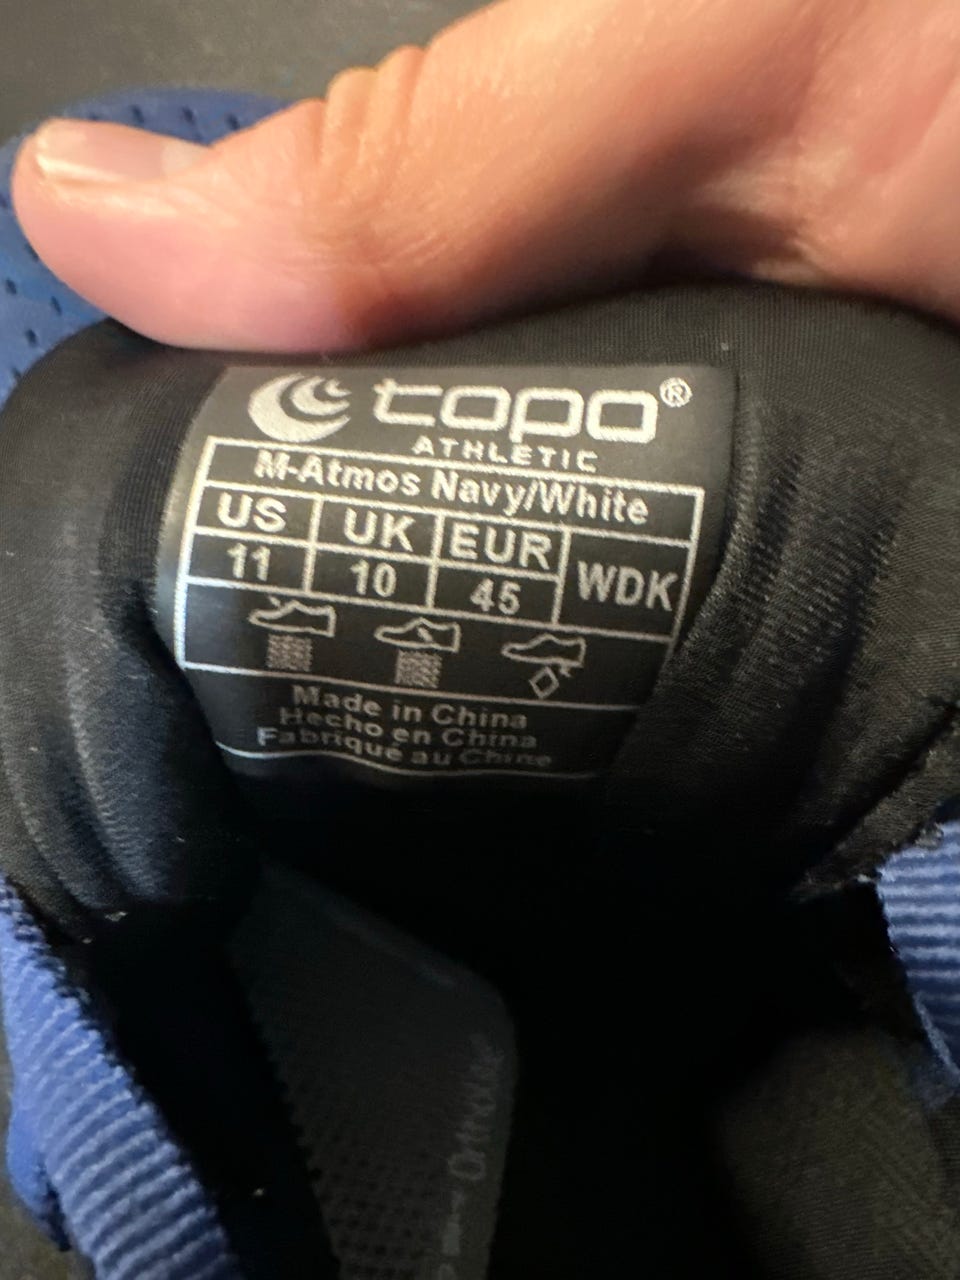 topo®
ATHLETIC
M-Atmos Navy/White
US UK EUR WDK
11 10 45
Made in China
Hecho en China
Fabriqué au Chine